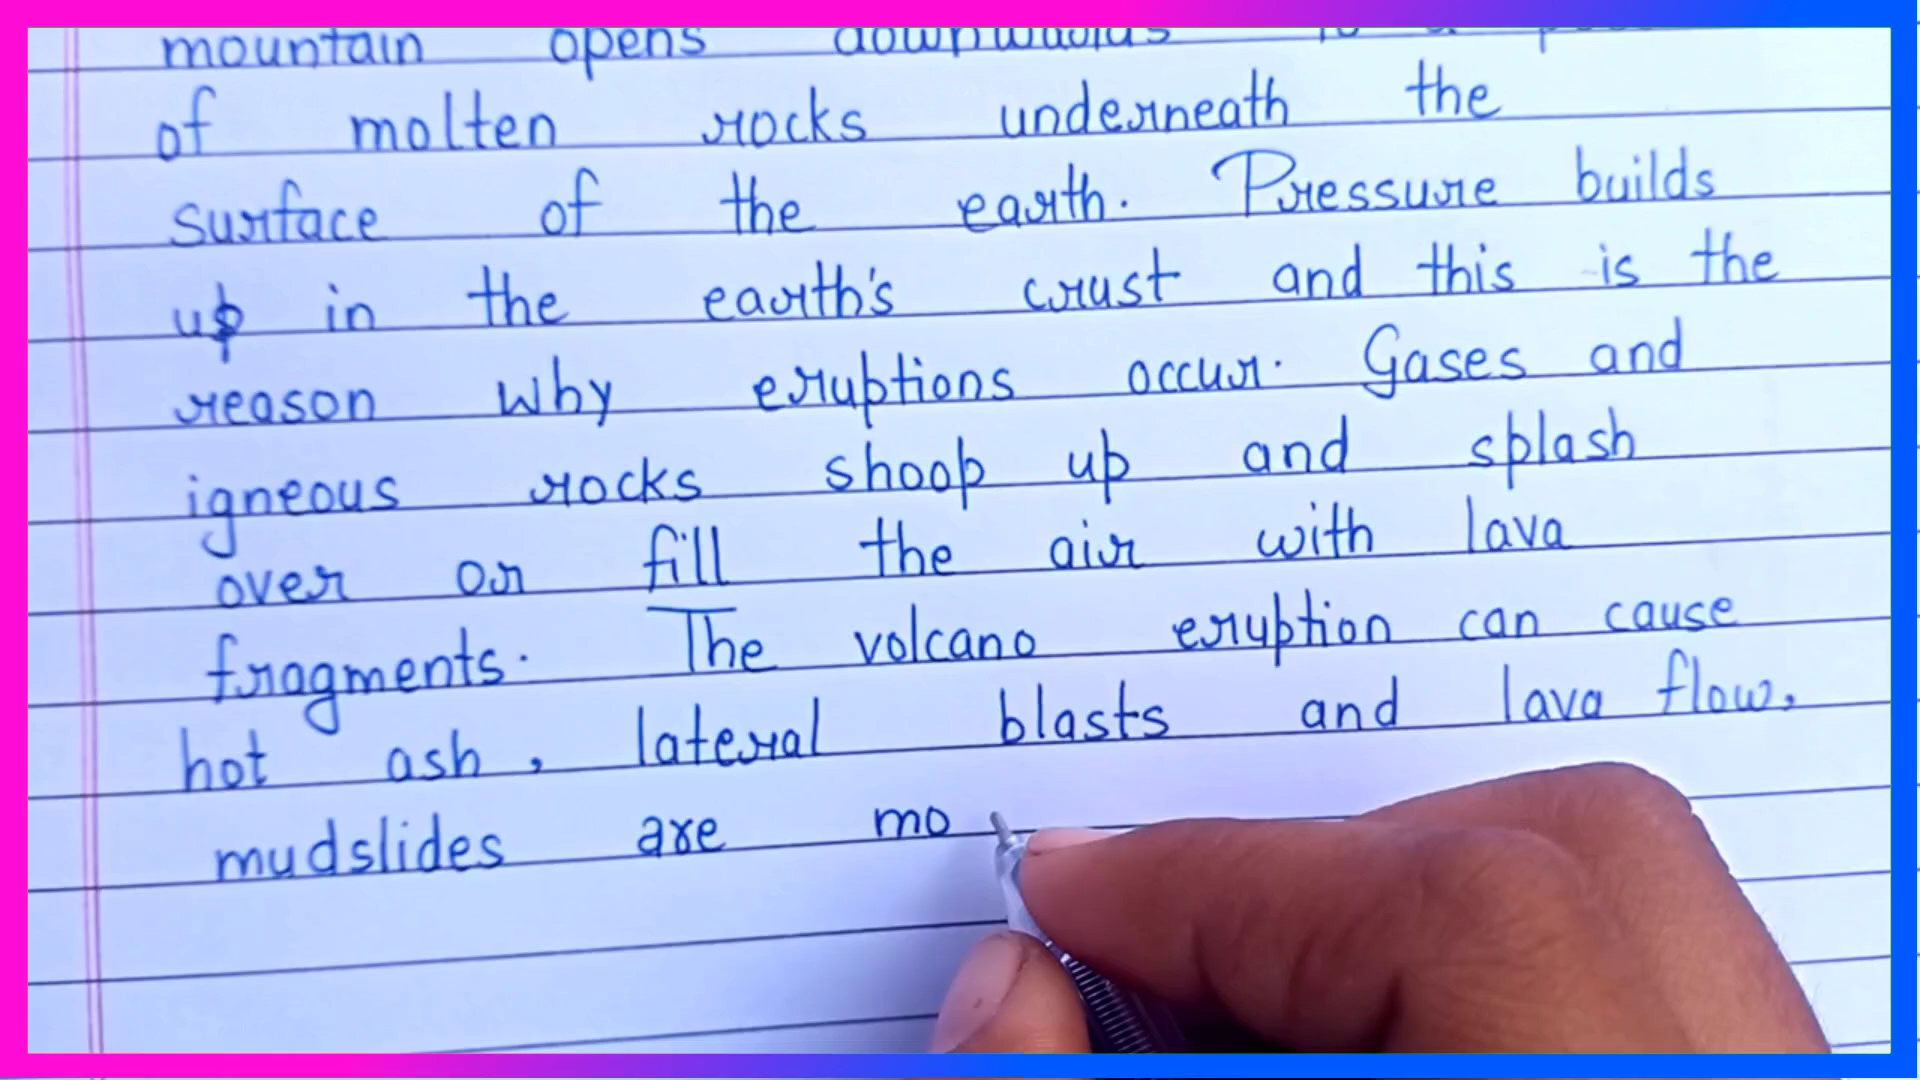 mountain opens downwards to a
of molten rocks underneath the
surface of the earth. Pressure builds
up in the earth's crust and this is the
reason why eruptions occur. Gases and
igneous rocks shoop up and splash
over or fill the air with lava
fragments. The volcano eruption can cause
hot ash, lateral blasts and lava flow.
mudslides are mo